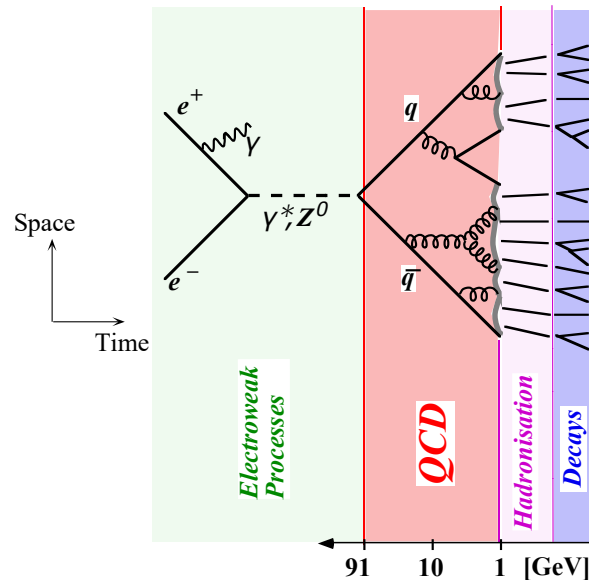 e⁺
γ
q
γ*, Z⁰
Space
e⁻
q̄
Time
Electroweak
Processes
QCD
Hadronisation
Decays
91 10 1 [GeV]